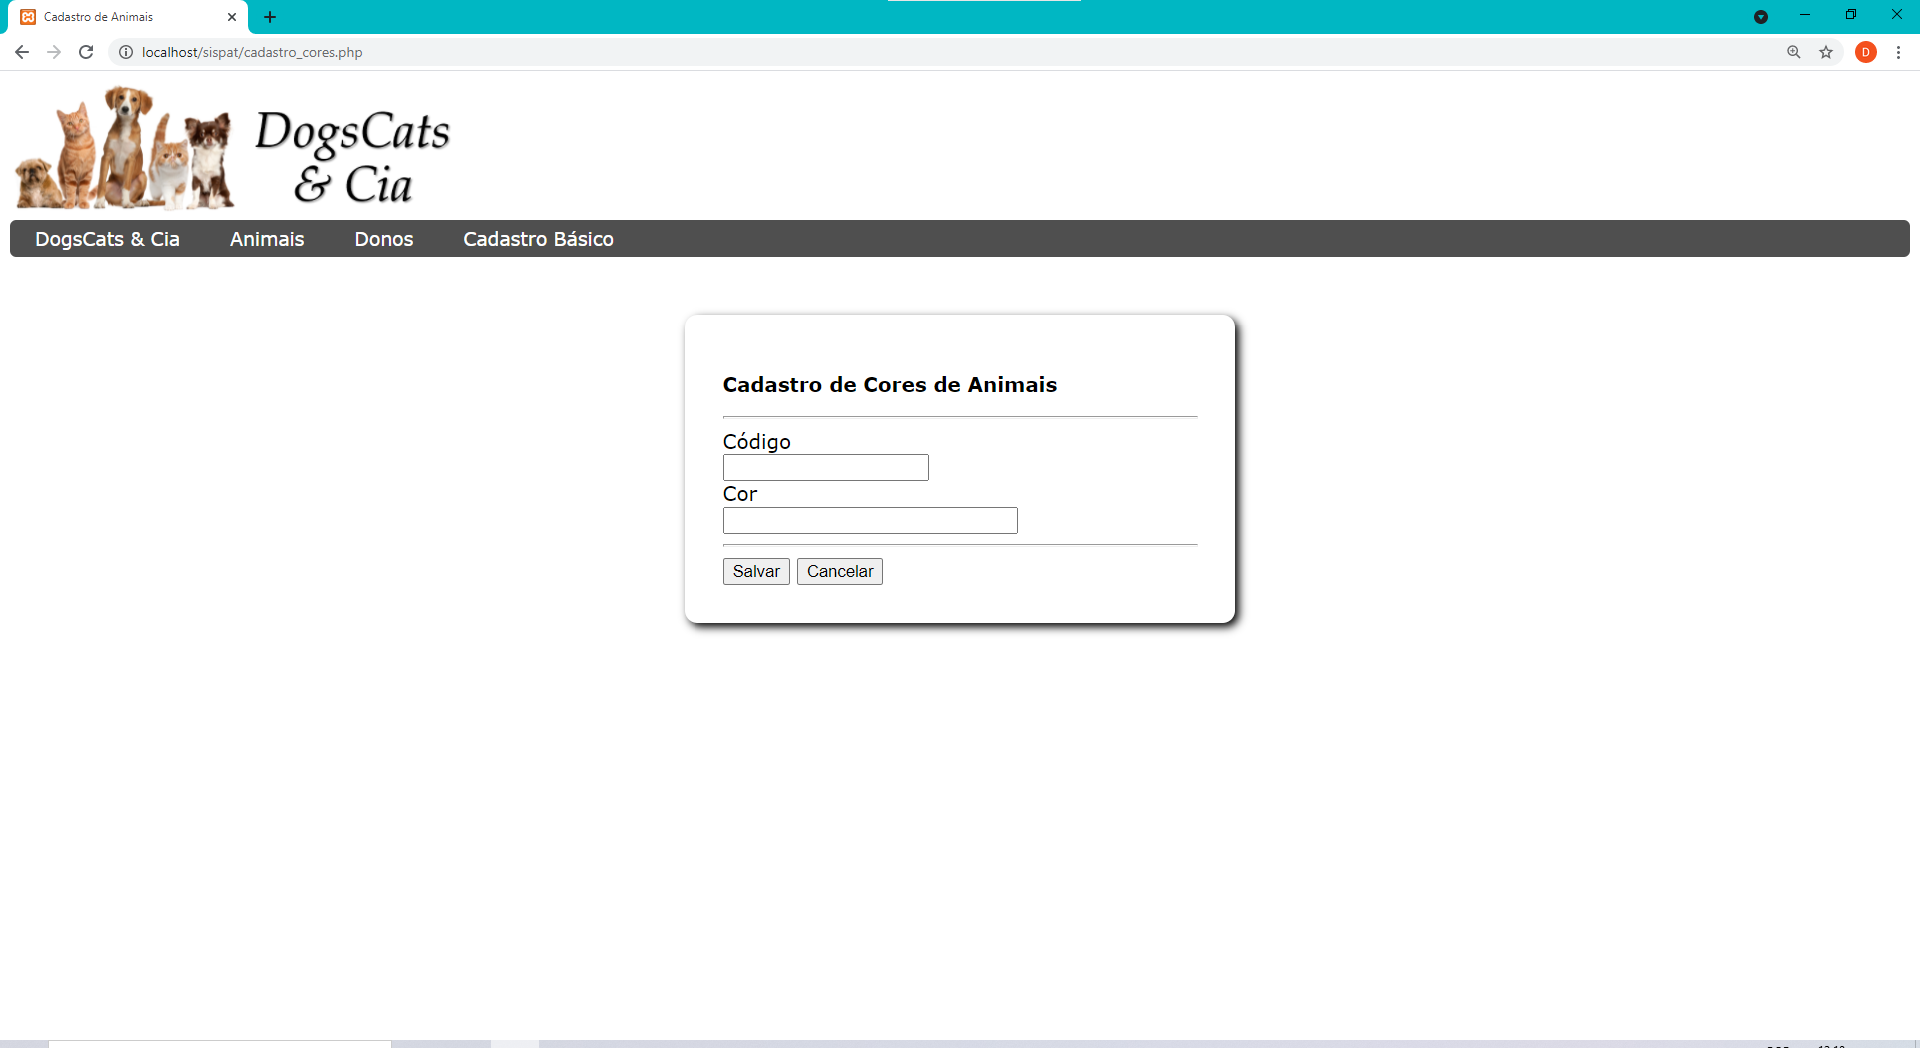 Cadastro de Animais
localhost/sispat/cadastro_cores.php
D
DogsCats
& Cia
DogsCats & Cia Animais Donos Cadastro Básico
Cadastro de Cores de Animais
Código
Cor
Salvar Cancelar